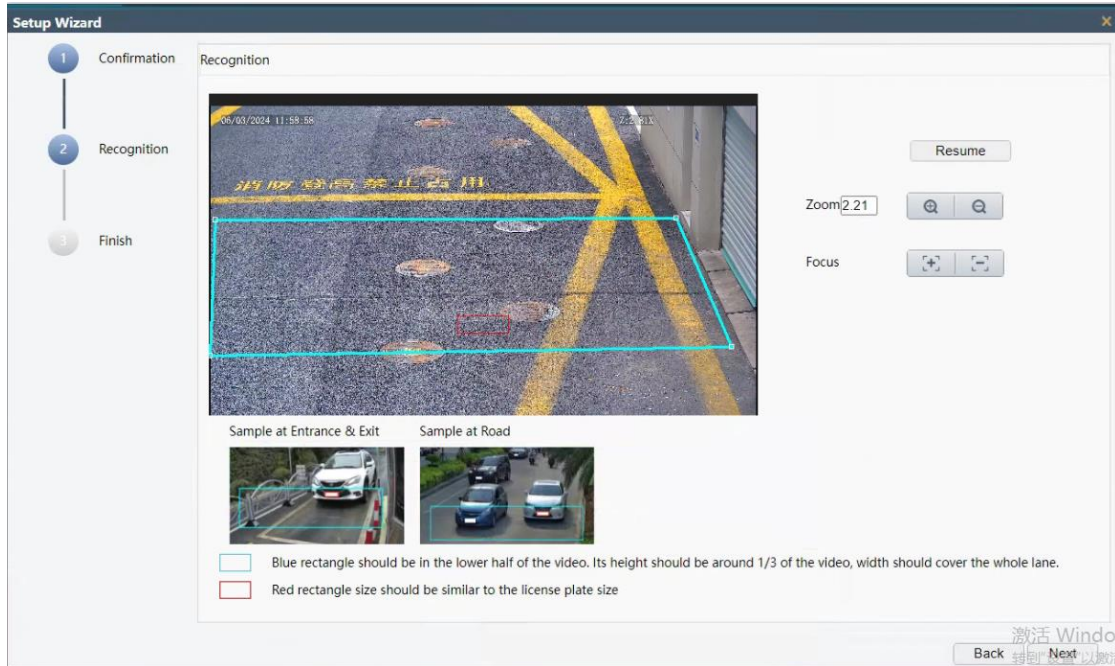 Setup Wizard
1 Confirmation
Recognition
06/03/2024 11:58:58
消防登高禁止占用
Resume
2 Recognition
Zoom 2.21
3 Finish
Focus
Sample at Entrance & Exit
Sample at Road
Blue rectangle should be in the lower half of the video. Its height should be around 1/3 of the video, width should cover the whole lane.
Red rectangle size should be similar to the license plate size
激活 Windo
Back
Next